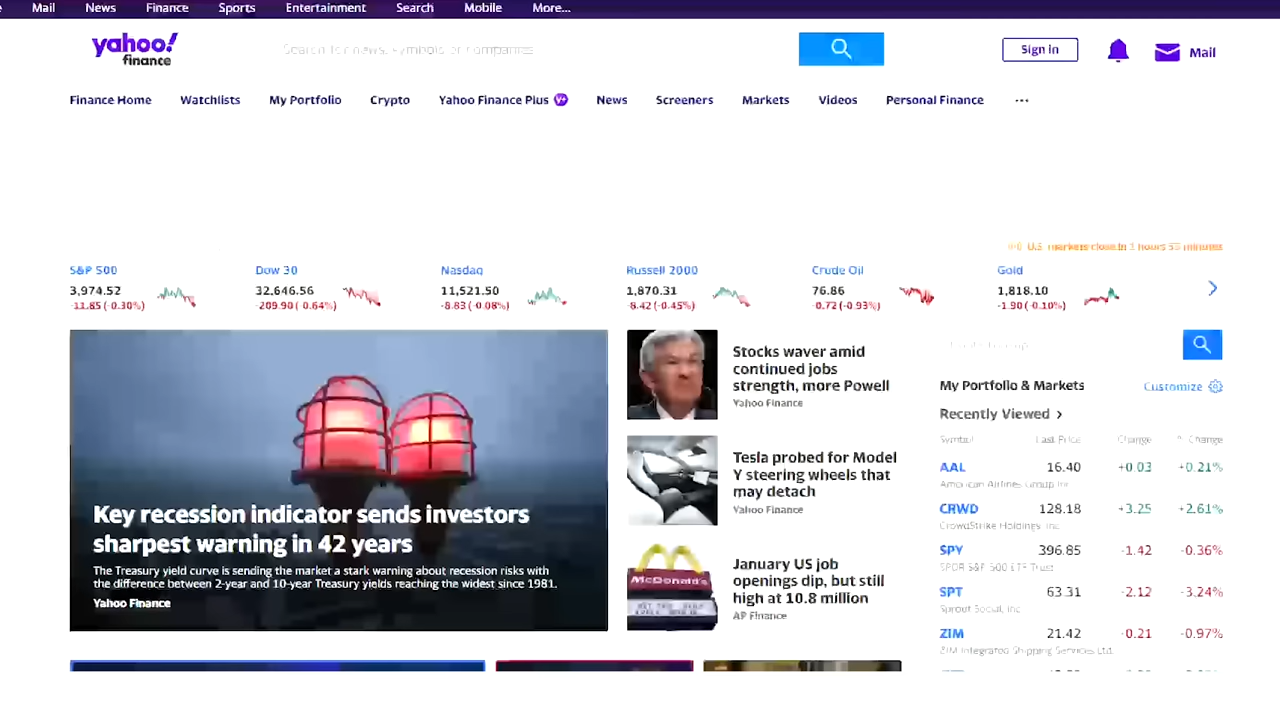 Mail News Finance Sports Entertainment Search Mobile More...
yahoo!
finance
Search for news, symbols or companies
Sign in
Mail
Finance Home Watchlists My Portfolio Crypto Yahoo Finance Plus News Screeners Markets Videos Personal Finance ...
U.S. markets close in
S&P 500
3,974.52
-11.85 (-0.30%)
Dow 30
32,646.56
-209.90 (-0.64%)
Nasdaq
11,521.50
-8.83 (-0.08%)
Russell 2000
1,870.31
-8.42 (-0.45%)
Crude Oil
76.86
-0.72 (-0.93%)
Gold
1,818.10
-1.90 (-0.10%)
Key recession indicator sends investors
sharpest warning in 42 years
The Treasury yield curve is sending the market a stark warning about recession risks with
the difference between 2-year and 10-year Treasury yields reaching the widest since 1981.
Yahoo Finance
Stocks waver amid
continued jobs
strength, more Powell
Yahoo Finance
Tesla probed for Model
Y steering wheels that
may detach
Yahoo Finance
McDonald's
January US job
openings dip, but still
high at 10.8 million
AP Finance
My Portfolio & Markets
Customize
Recently Viewed >
Symbol Last Price Change % Change
AAL 16.40 +0.03 +0.21%
American Airlines Group Inc.
CRWD 128.18 +3.25 +2.61%
CrowdStrike Holdings, Inc.
SPY 396.85 -1.42 -0.36%
SPDR S&P 500 ETF Trust
SPT 63.31 -2.12 -3.24%
Sprout Social, Inc
ZIM 21.42 -0.21 -0.97%
ZIM Integrated Shipping Services Ltd.